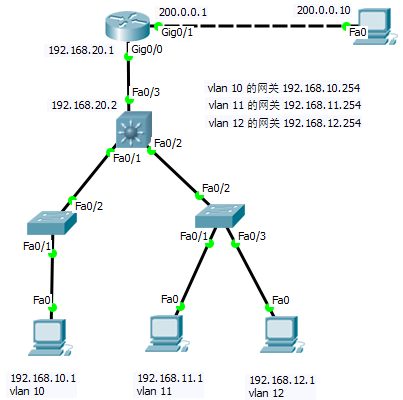 200.0.0.1
200.0.0.10
Gig0/1
Fa0
192.168.20.1
Gig0/0
Fa0/3
vlan 10 的网关 192.168.10.254
192.168.20.2
vlan 11 的网关 192.168.11.254
vlan 12 的网关 192.168.12.254
Fa0/1
Fa0/2
Fa0/2
Fa0/2
Fa0/1
Fa0/1
Fa0/3
Fa0
Fa0
Fa0
192.168.10.1
vlan 10
192.168.11.1
vlan 11
192.168.12.1
vlan 12